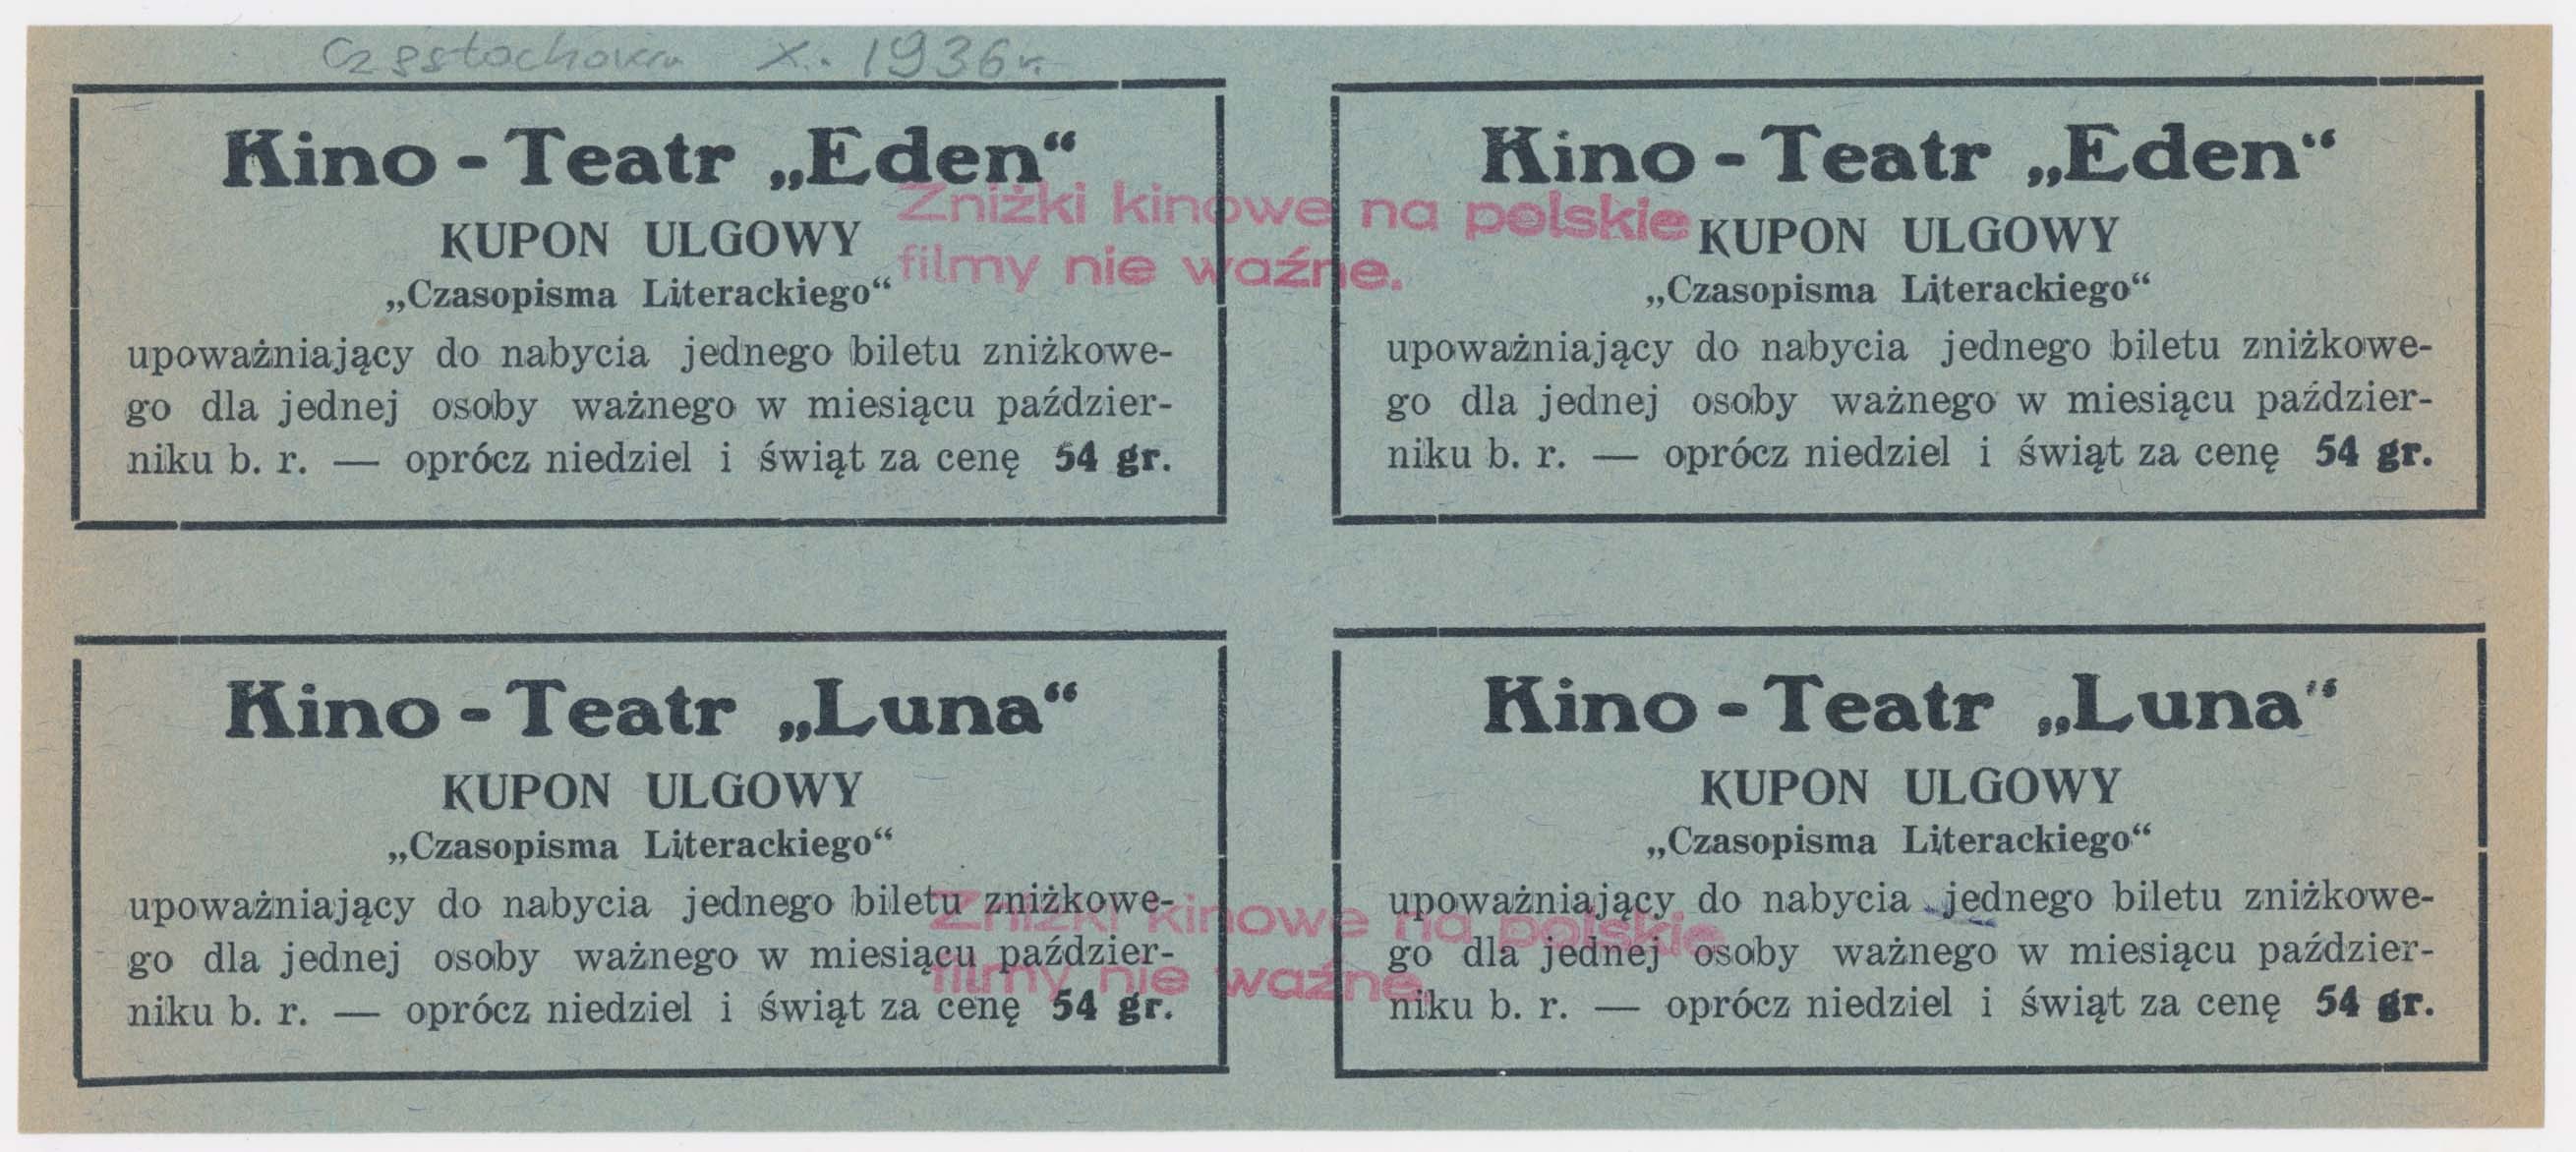 Częstochowa X. 1936 r.
Kino - Teatr „Eden“
KUPON ULGOWY
„Czasopisma Literackiego“
upoważniający do nabycia jednego biletu zniżkowe-
go dla jednej osoby ważnego w miesiącu paździer-
niku b. r. — oprócz niedziel i świąt za cenę 54 gr.
Kino - Teatr „Eden“
KUPON ULGOWY
„Czasopisma Literackiego“
upoważniający do nabycia jednego biletu zniżkowe-
go dla jednej osoby ważnego w miesiącu paździer-
niku b. r. — oprócz niedziel i świąt za cenę 54 gr.
Zniżki kinowe na polskie
filmy nie waźne.
Kino - Teatr „Luna“
KUPON ULGOWY
„Czasopisma Literackiego“
upoważniający do nabycia jednego biletu zniżkowe-
go dla jednej osoby ważnego w miesiącu paździer-
niku b. r. — oprócz niedziel i świąt za cenę 54 gr.
Kino - Teatr „Luna“
KUPON ULGOWY
„Czasopisma Literackiego“
upoważniający do nabycia jednego biletu zniżkowe-
go dla jednej osoby ważnego w miesiącu paździer-
niku b. r. — oprócz niedziel i świąt za cenę 54 gr.
Zniżki kinowe na polskie
filmy nie waźne.